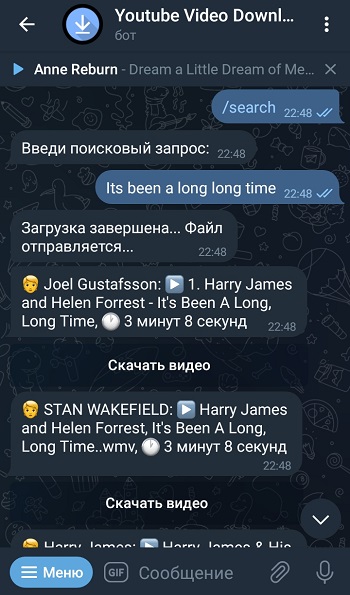 Youtube Video Downl...
бот
Anne Reburn - Dream a Little Dream of Me...
/search 22:48
Введи поисковый запрос: 22:48
Its been a long long time 22:48
Загрузка завершена... Файл
отправляется... 22:48
Joel Gustafsson: 1. Harry James
and Helen Forrest - It's Been A Long,
Long Time, 3 минут 8 секунд 22:48
Скачать видео
STAN WAKEFIELD: Harry James
and Helen Forrest, It's Been A Long,
Long Time..wmv, 3 минут 8 секунд
22:48
Скачать видео
Harry James: Harry James & His
Меню GIF Сообщение